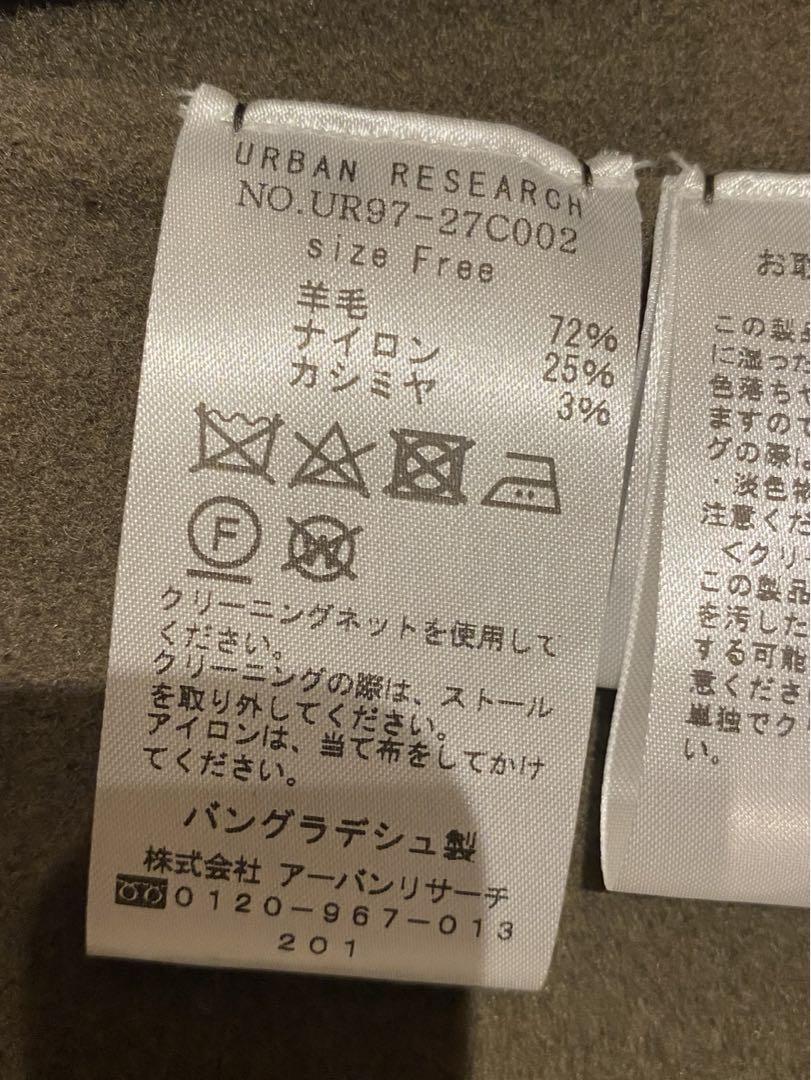 URBAN RESEARCH
NO.UR97-27C002
size Free
羊毛 72%
ナイロン 25%
カシミヤ 3%
F
W
クリーニングネットを使用して
ください。
クリーニングの際は、ストール
を取り外してください。
アイロンは、当て布をしてかけ
てください。
バングラデシュ製
株式会社 アーバンリサーチ
0120-967-013
201
お取
この製品
に湿った
色落ちや
ますので
グの際は
・淡色物
注意くだ
<クリ
この製品
を汚した
する可能
意くださ
単独でク
い。